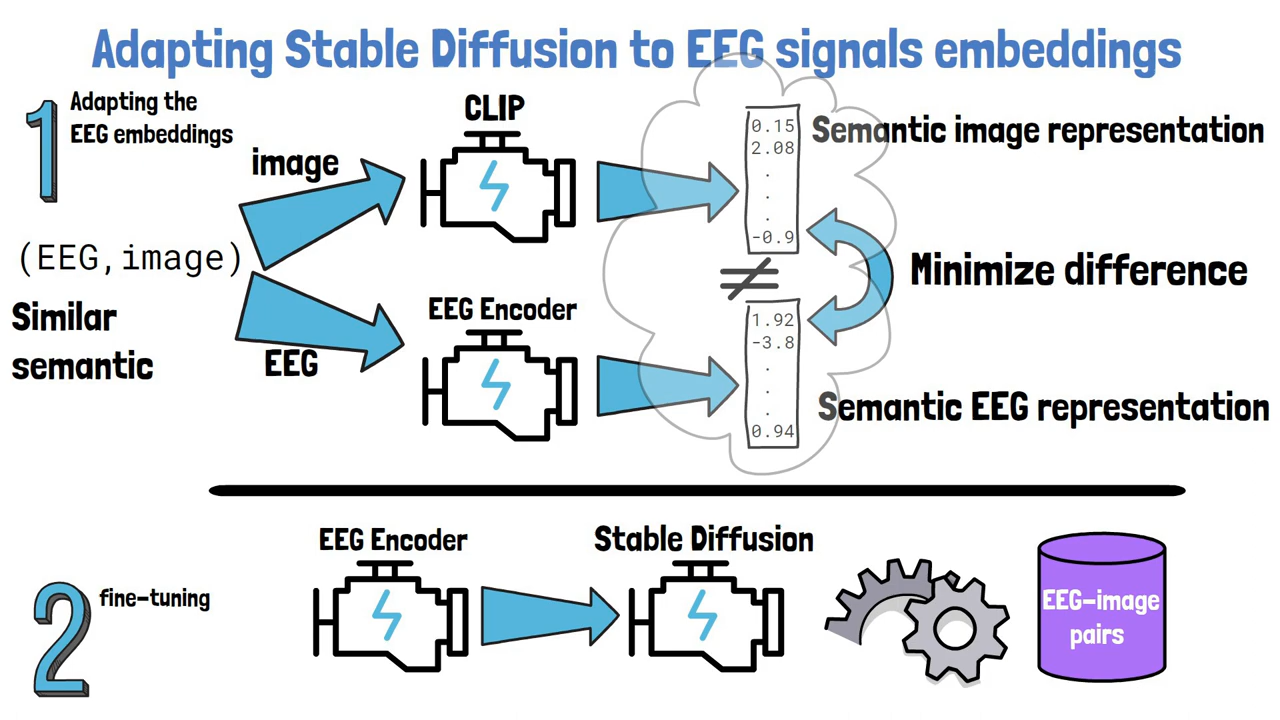 Adapting Stable Diffusion to EEG signals embeddings
1
Adapting the
EEG embeddings
image
CLIP
0.15
2.08
.
.
.
-0.9
Semantic image representation
(EEG,image)
≠
Minimize difference
Similar
semantic
EEG
EEG Encoder
1.92
-3.8
.
.
.
0.94
Semantic EEG representation
2
fine-tuning
EEG Encoder
Stable Diffusion
EEG-image
pairs